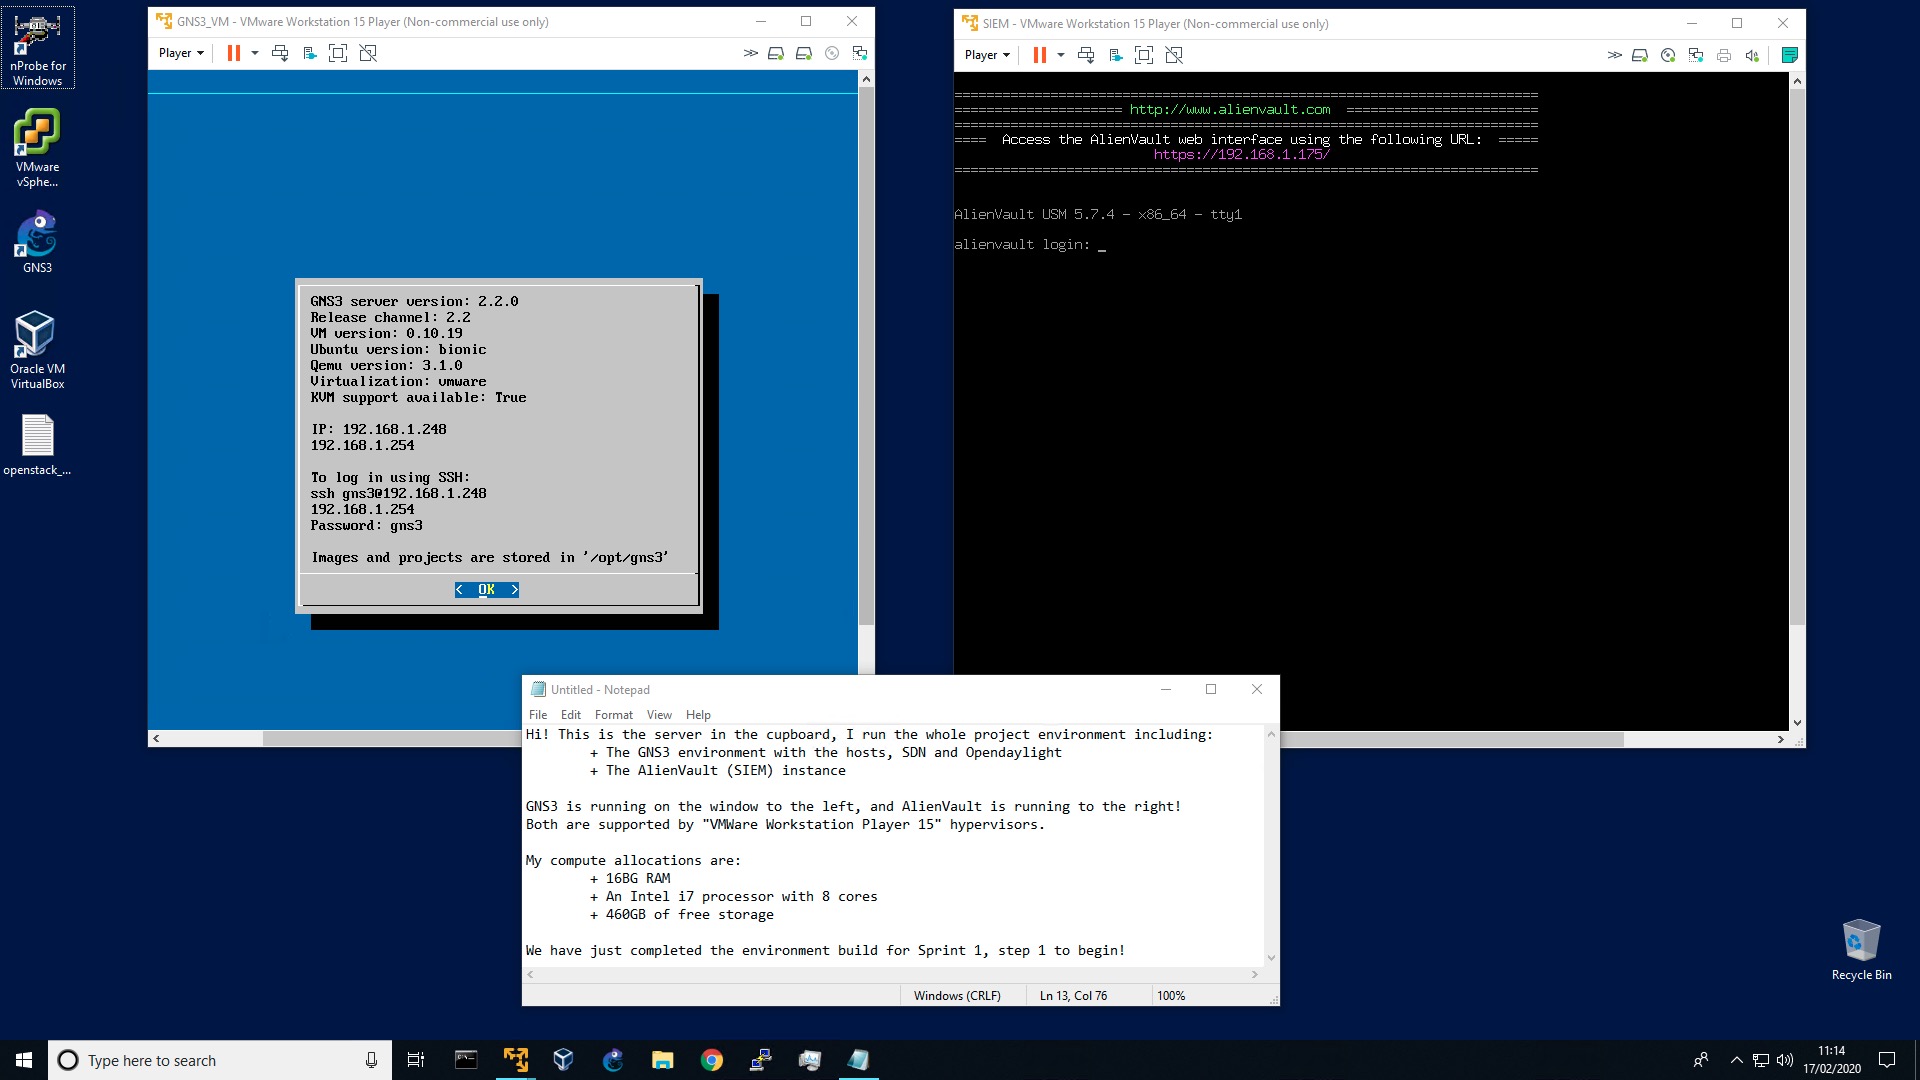 nProbe for
Windows
VMware
vSphe...
GNS3
Oracle VM
VirtualBox
openstack_...
GNS3_VM - VMware Workstation 15 Player (Non-commercial use only)
Player
GNS3 server version: 2.2.0
Release channel: 2.2
VM version: 0.10.19
Ubuntu version: bionic
Qemu version: 3.1.0
Virtualization: vmware
KVM support available: True
IP: 192.168.1.248
192.168.1.254
To log in using SSH:
ssh gns3@192.168.1.248
192.168.1.254
Password: gns3
Images and projects are stored in '/opt/gns3'
< OK >
SIEM - VMware Workstation 15 Player (Non-commercial use only)
Player
http://www.alienvault.com
==== Access the AlienVault web interface using the following URL: =====
https://192.168.1.175/
AlienVault USM 5.7.4 - x86_64 - tty1
alienvault login: _
Untitled - Notepad
File Edit Format View Help
Hi! This is the server in the cupboard, I run the whole project environment including:
+ The GNS3 environment with the hosts, SDN and Opendaylight
+ The AlienVault (SIEM) instance
GNS3 is running on the window to the left, and AlienVault is running to the right!
Both are supported by "VMWare Workstation Player 15" hypervisors.
My compute allocations are:
+ 16BG RAM
+ An Intel i7 processor with 8 cores
+ 460GB of free storage
We have just completed the environment build for Sprint 1, step 1 to begin!
Windows (CRLF) Ln 13, Col 76 100%
Recycle Bin
Type here to search
11:14
17/02/2020